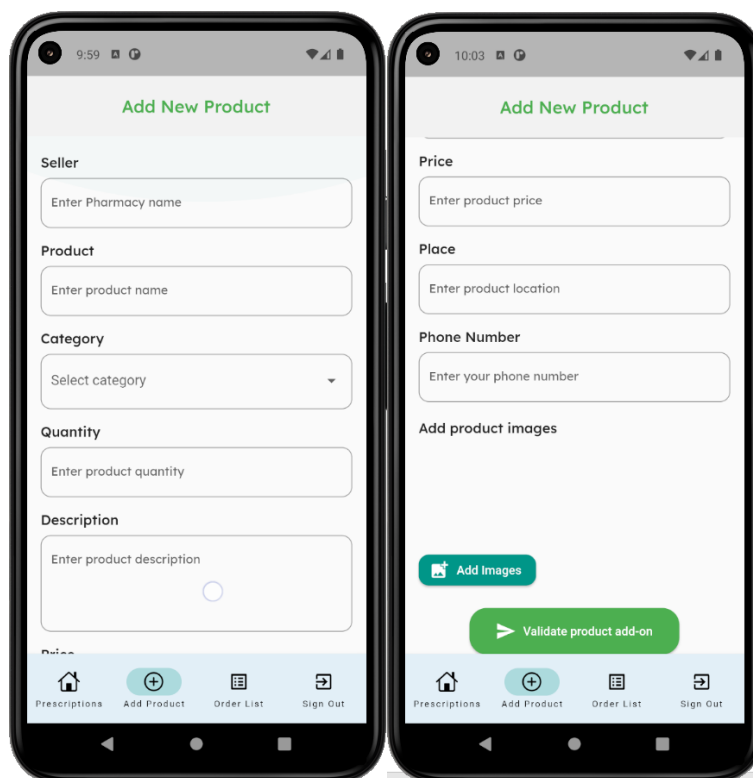 9:59
Add New Product
Seller
Enter Pharmacy name
Product
Enter product name
Category
Select category
Quantity
Enter product quantity
Description
Enter product description
Price
Prescriptions
Add Product
Order List
Sign Out
10:03
Add New Product
Price
Enter product price
Place
Enter product location
Phone Number
Enter your phone number
Add product images
Add Images
Validate product add-on
Prescriptions
Add Product
Order List
Sign Out